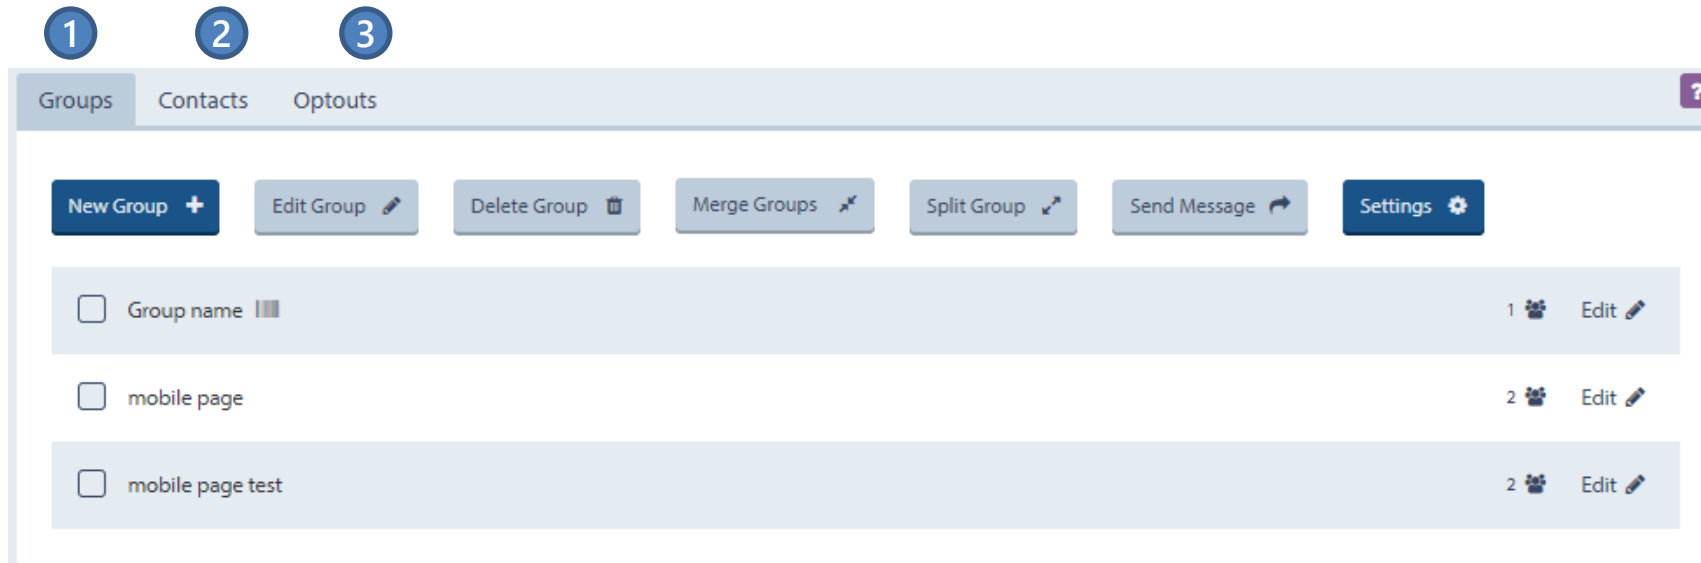 1 2 3
Groups Contacts Optouts ?
New Group Edit Group Delete Group Merge Groups Split Group Send Message Settings
Group name 1 Edit
mobile page 2 Edit
mobile page test 2 Edit